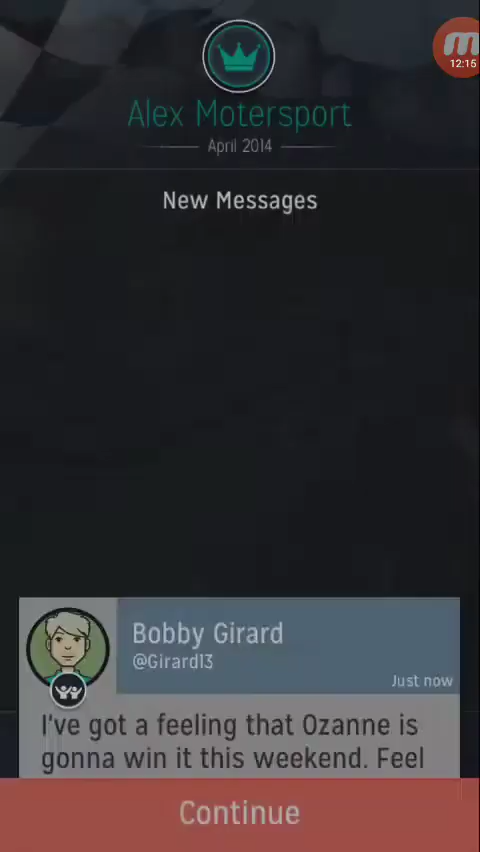 12:15
Alex Motersport
April 2014
New Messages
Bobby Girard
@Girard13
Just now
I've got a feeling that Ozanne is
gonna win it this weekend. Feel
Continue